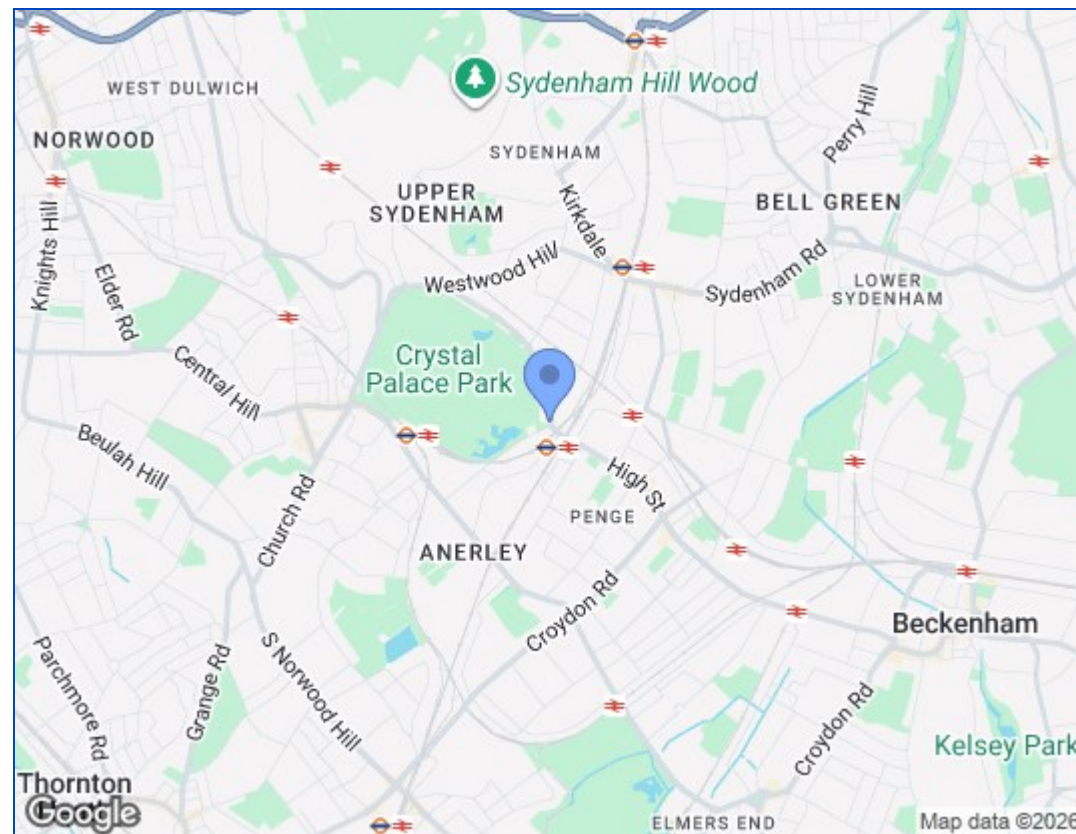 WEST DULWICH
Sydenham Hill Wood
NORWOOD
SYDENHAM
Perry Hill
UPPER
SYDENHAM
BELL GREEN
Kirkdale
Knights Hill
Elder Rd
Westwood Hill
Sydenham Rd
LOWER
SYDENHAM
Crystal
Palace Park
Central Hill
Beulah Hill
Church Rd
High St
PENGE
ANERLEY
Croydon Rd
Beckenham
Parchmore Rd
Grange Rd
S Norwood Hill
Croydon Rd
Kelsey Park
Thornton
Google
ELMERS END
Map data ©2026